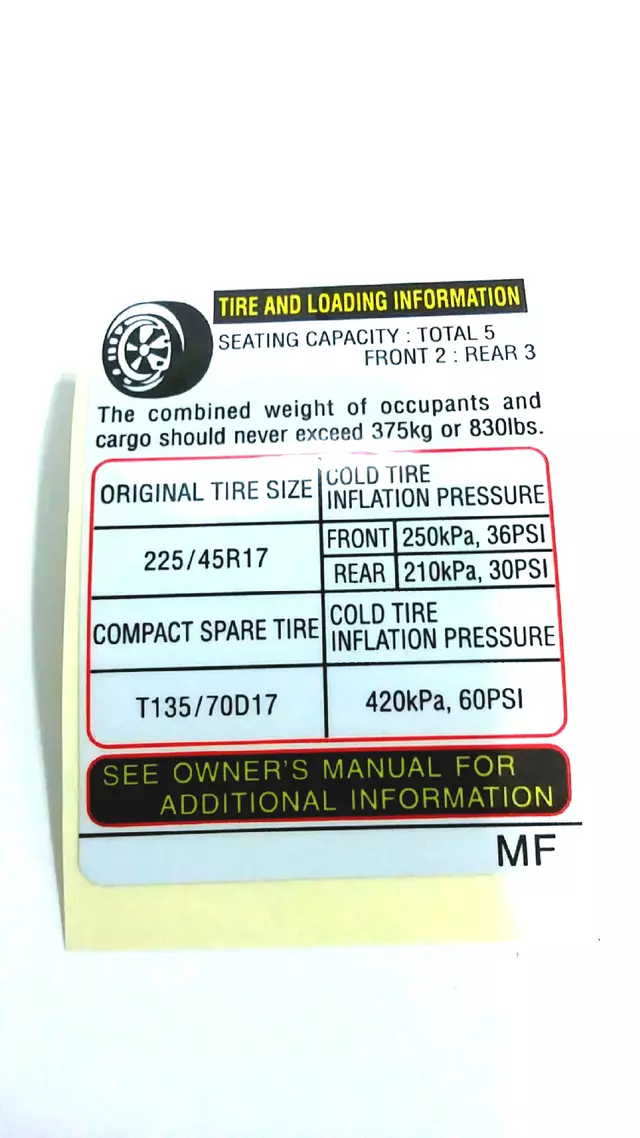 TIRE AND LOADING INFORMATION
SEATING CAPACITY : TOTAL 5
FRONT 2 : REAR 3
The combined weight of occupants and
cargo should never exceed 375kg or 830lbs.
ORIGINAL TIRE SIZE
COLD TIRE
INFLATION PRESSURE
225/45R17
FRONT 250kPa, 36PSI
REAR 210kPa, 30PSI
COMPACT SPARE TIRE
COLD TIRE
INFLATION PRESSURE
T135/70D17
420kPa, 60PSI
SEE OWNER'S MANUAL FOR
ADDITIONAL INFORMATION
MF